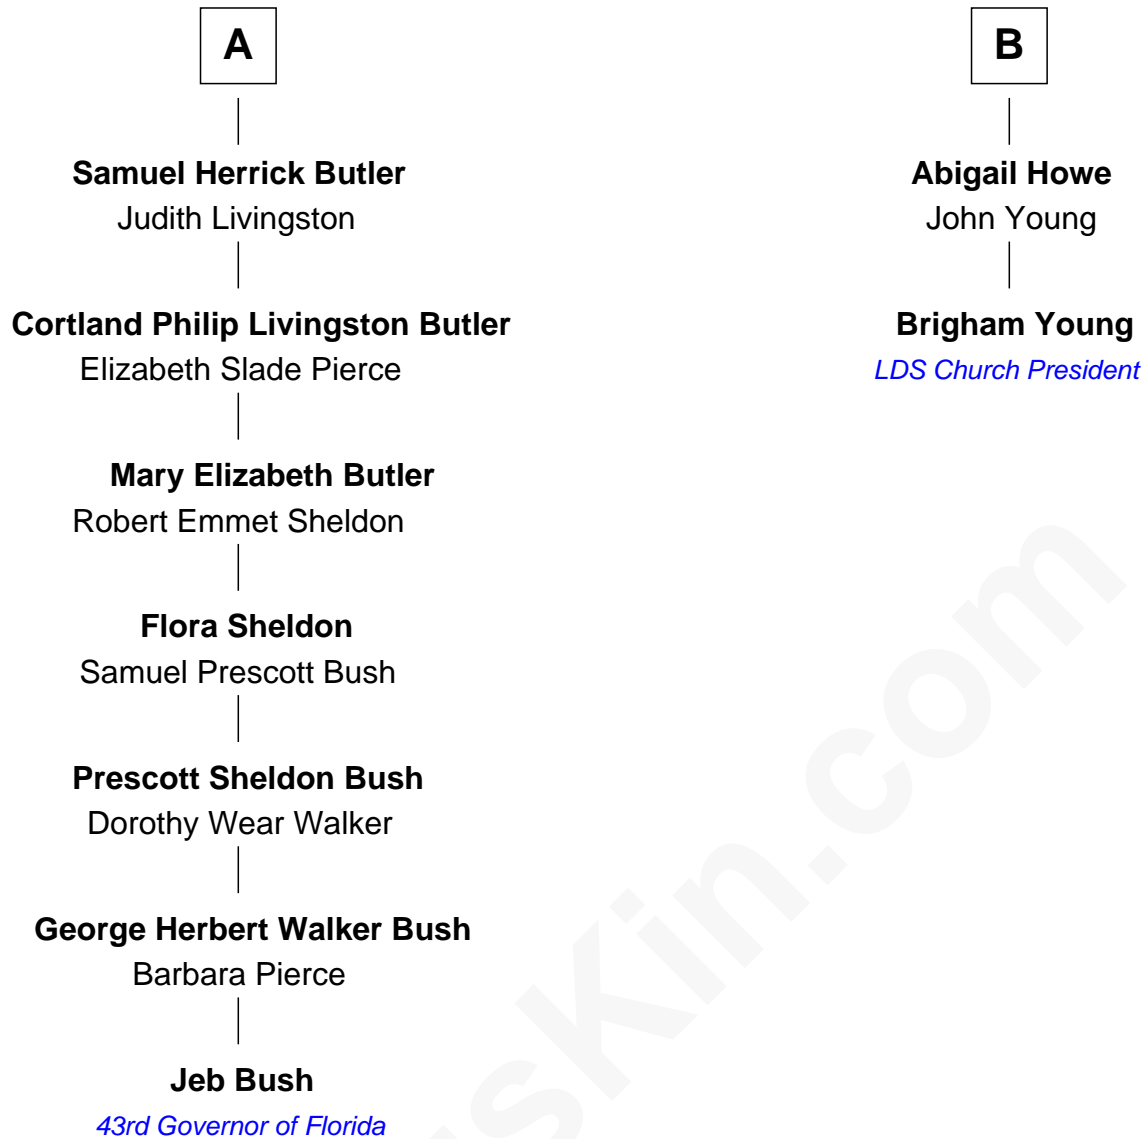 A
Samuel Herrick Butler
Judith Livingston
Cortland Philip Livingston Butler
Elizabeth Slade Pierce
Mary Elizabeth Butler
Robert Emmet Sheldon
Flora Sheldon
Samuel Prescott Bush
Prescott Sheldon Bush
Dorothy Wear Walker
George Herbert Walker Bush
Barbara Pierce
Jeb Bush
43rd Governor of Florida
B
Abigail Howe
John Young
Brigham Young
LDS Church President
sKin.com